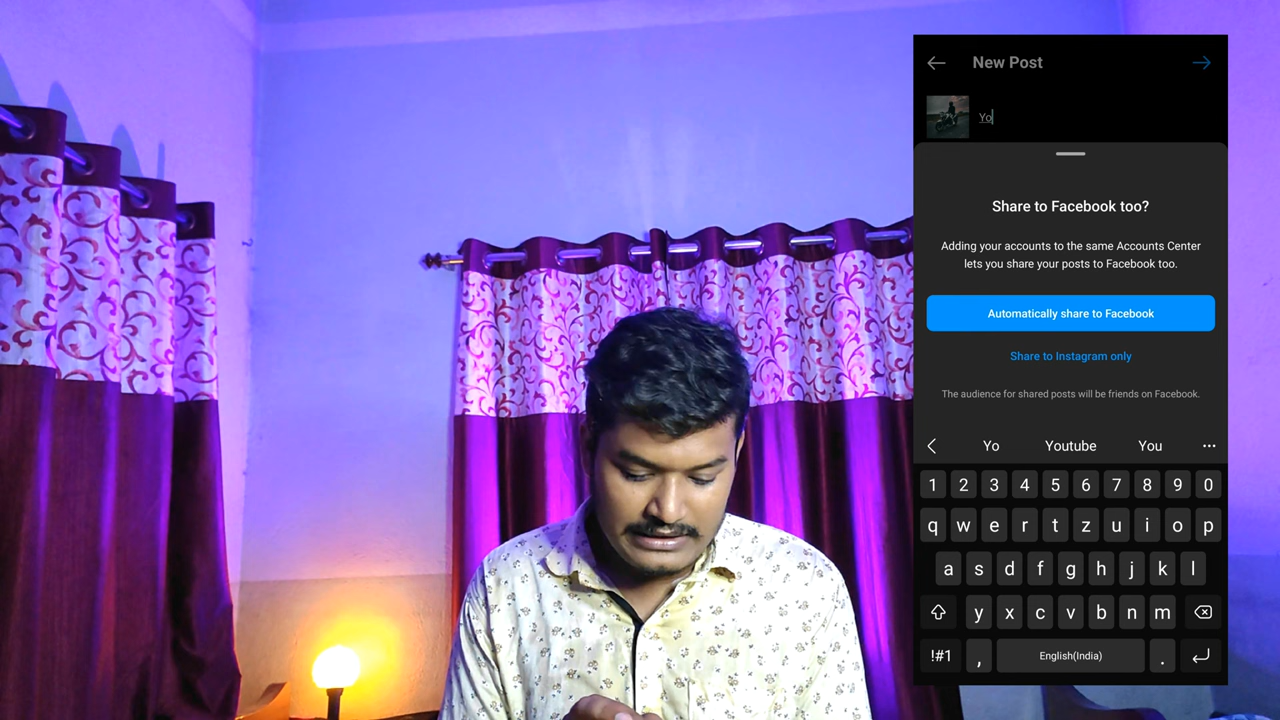 New Post
Yo
Share to Facebook too?
Adding your accounts to the same Accounts Center
lets you share your posts to Facebook too.
Automatically share to Facebook
Share to Instagram only
The audience for shared posts will be friends on Facebook.
Yo Youtube You
1 2 3 4 5 6 7 8 9 0
q w e r t z u i o p
a s d f g h j k l
y x c v b n m
!#1 , English(India) .